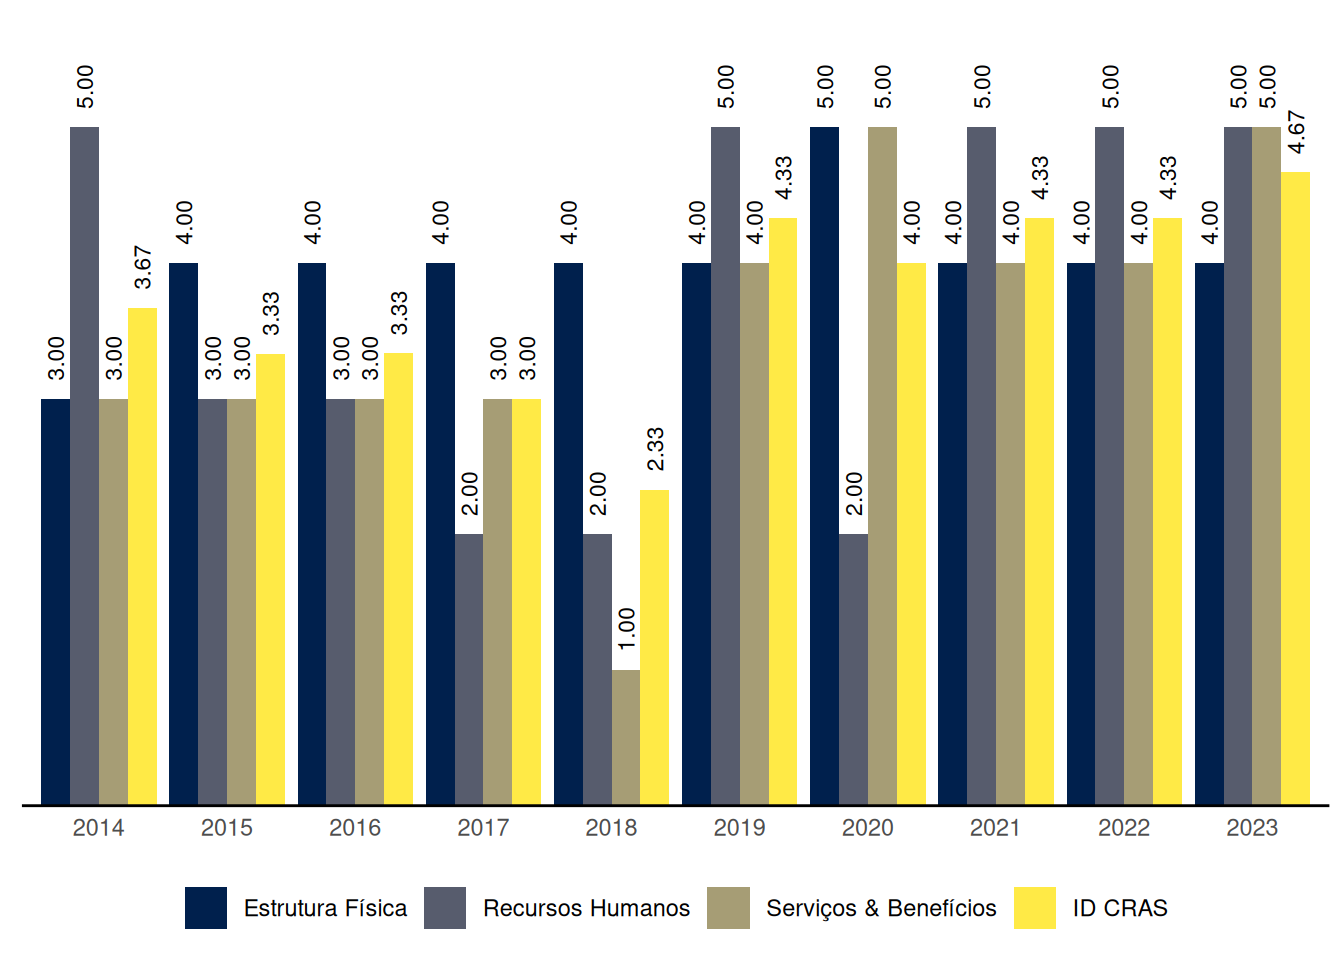 3.00 5.00 3.00 3.67 4.00 3.00 3.00 3.33 4.00 3.00 3.00 3.33 4.00 2.00 3.00 3.00 4.00 2.00 1.00 2.33 4.00 5.00 4.00 4.33 5.00 2.00 5.00 4.00 4.00 5.00 4.00 4.33 4.00 5.00 4.00 4.33 4.00 5.00 5.00 4.67
2014 2015 2016 2017 2018 2019 2020 2021 2022 2023
Estrutura Física Recursos Humanos Serviços & Benefícios ID CRAS